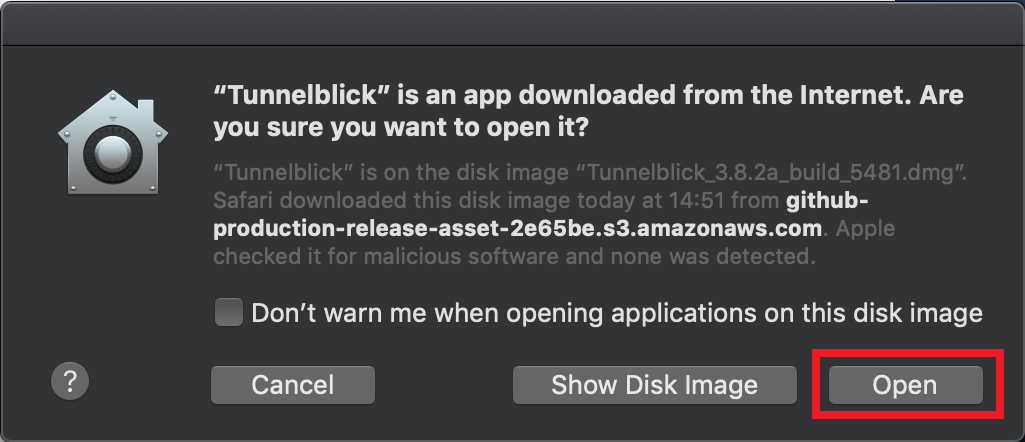 “Tunnelblick” is an app downloaded from the Internet. Are
you sure you want to open it?
“Tunnelblick” is on the disk image “Tunnelblick_3.8.2a_build_5481.dmg”.
Safari downloaded this disk image today at 14:51 from github-
production-release-asset-2e65be.s3.amazonaws.com. Apple
checked it for malicious software and none was detected.
Don’t warn me when opening applications on this disk image
? Cancel Show Disk Image Open